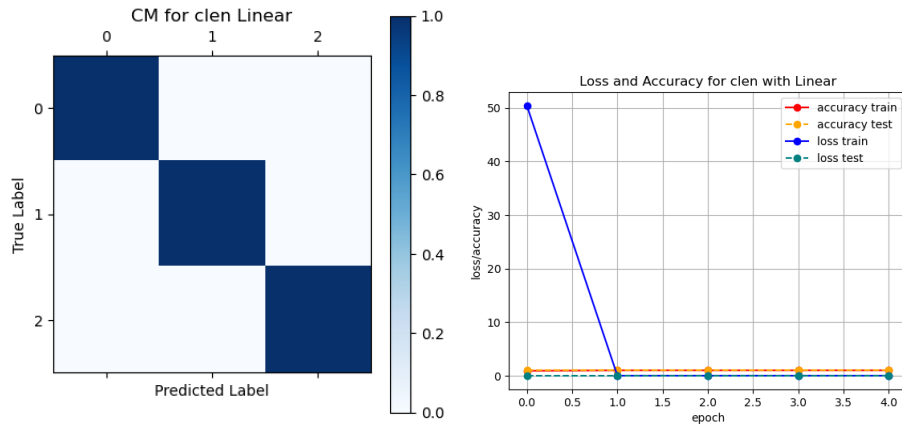 CM for clen Linear
0 1 2
0
1
2
True Label
Predicted Label
1.0
0.8
0.6
0.4
0.2
0.0
Loss and Accuracy for clen with Linear
accuracy train
accuracy test
loss train
loss test
50
40
30
20
10
0
loss/accuracy
0.0 0.5 1.0 1.5 2.0 2.5 3.0 3.5 4.0
epoch